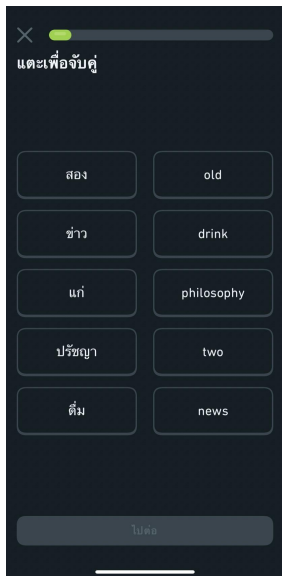 แตะเพื่อจับคู่
สอง old
ข่าว drink
แก่ philosophy
ปรัชญา two
ดื่ม news
ไปต่อ